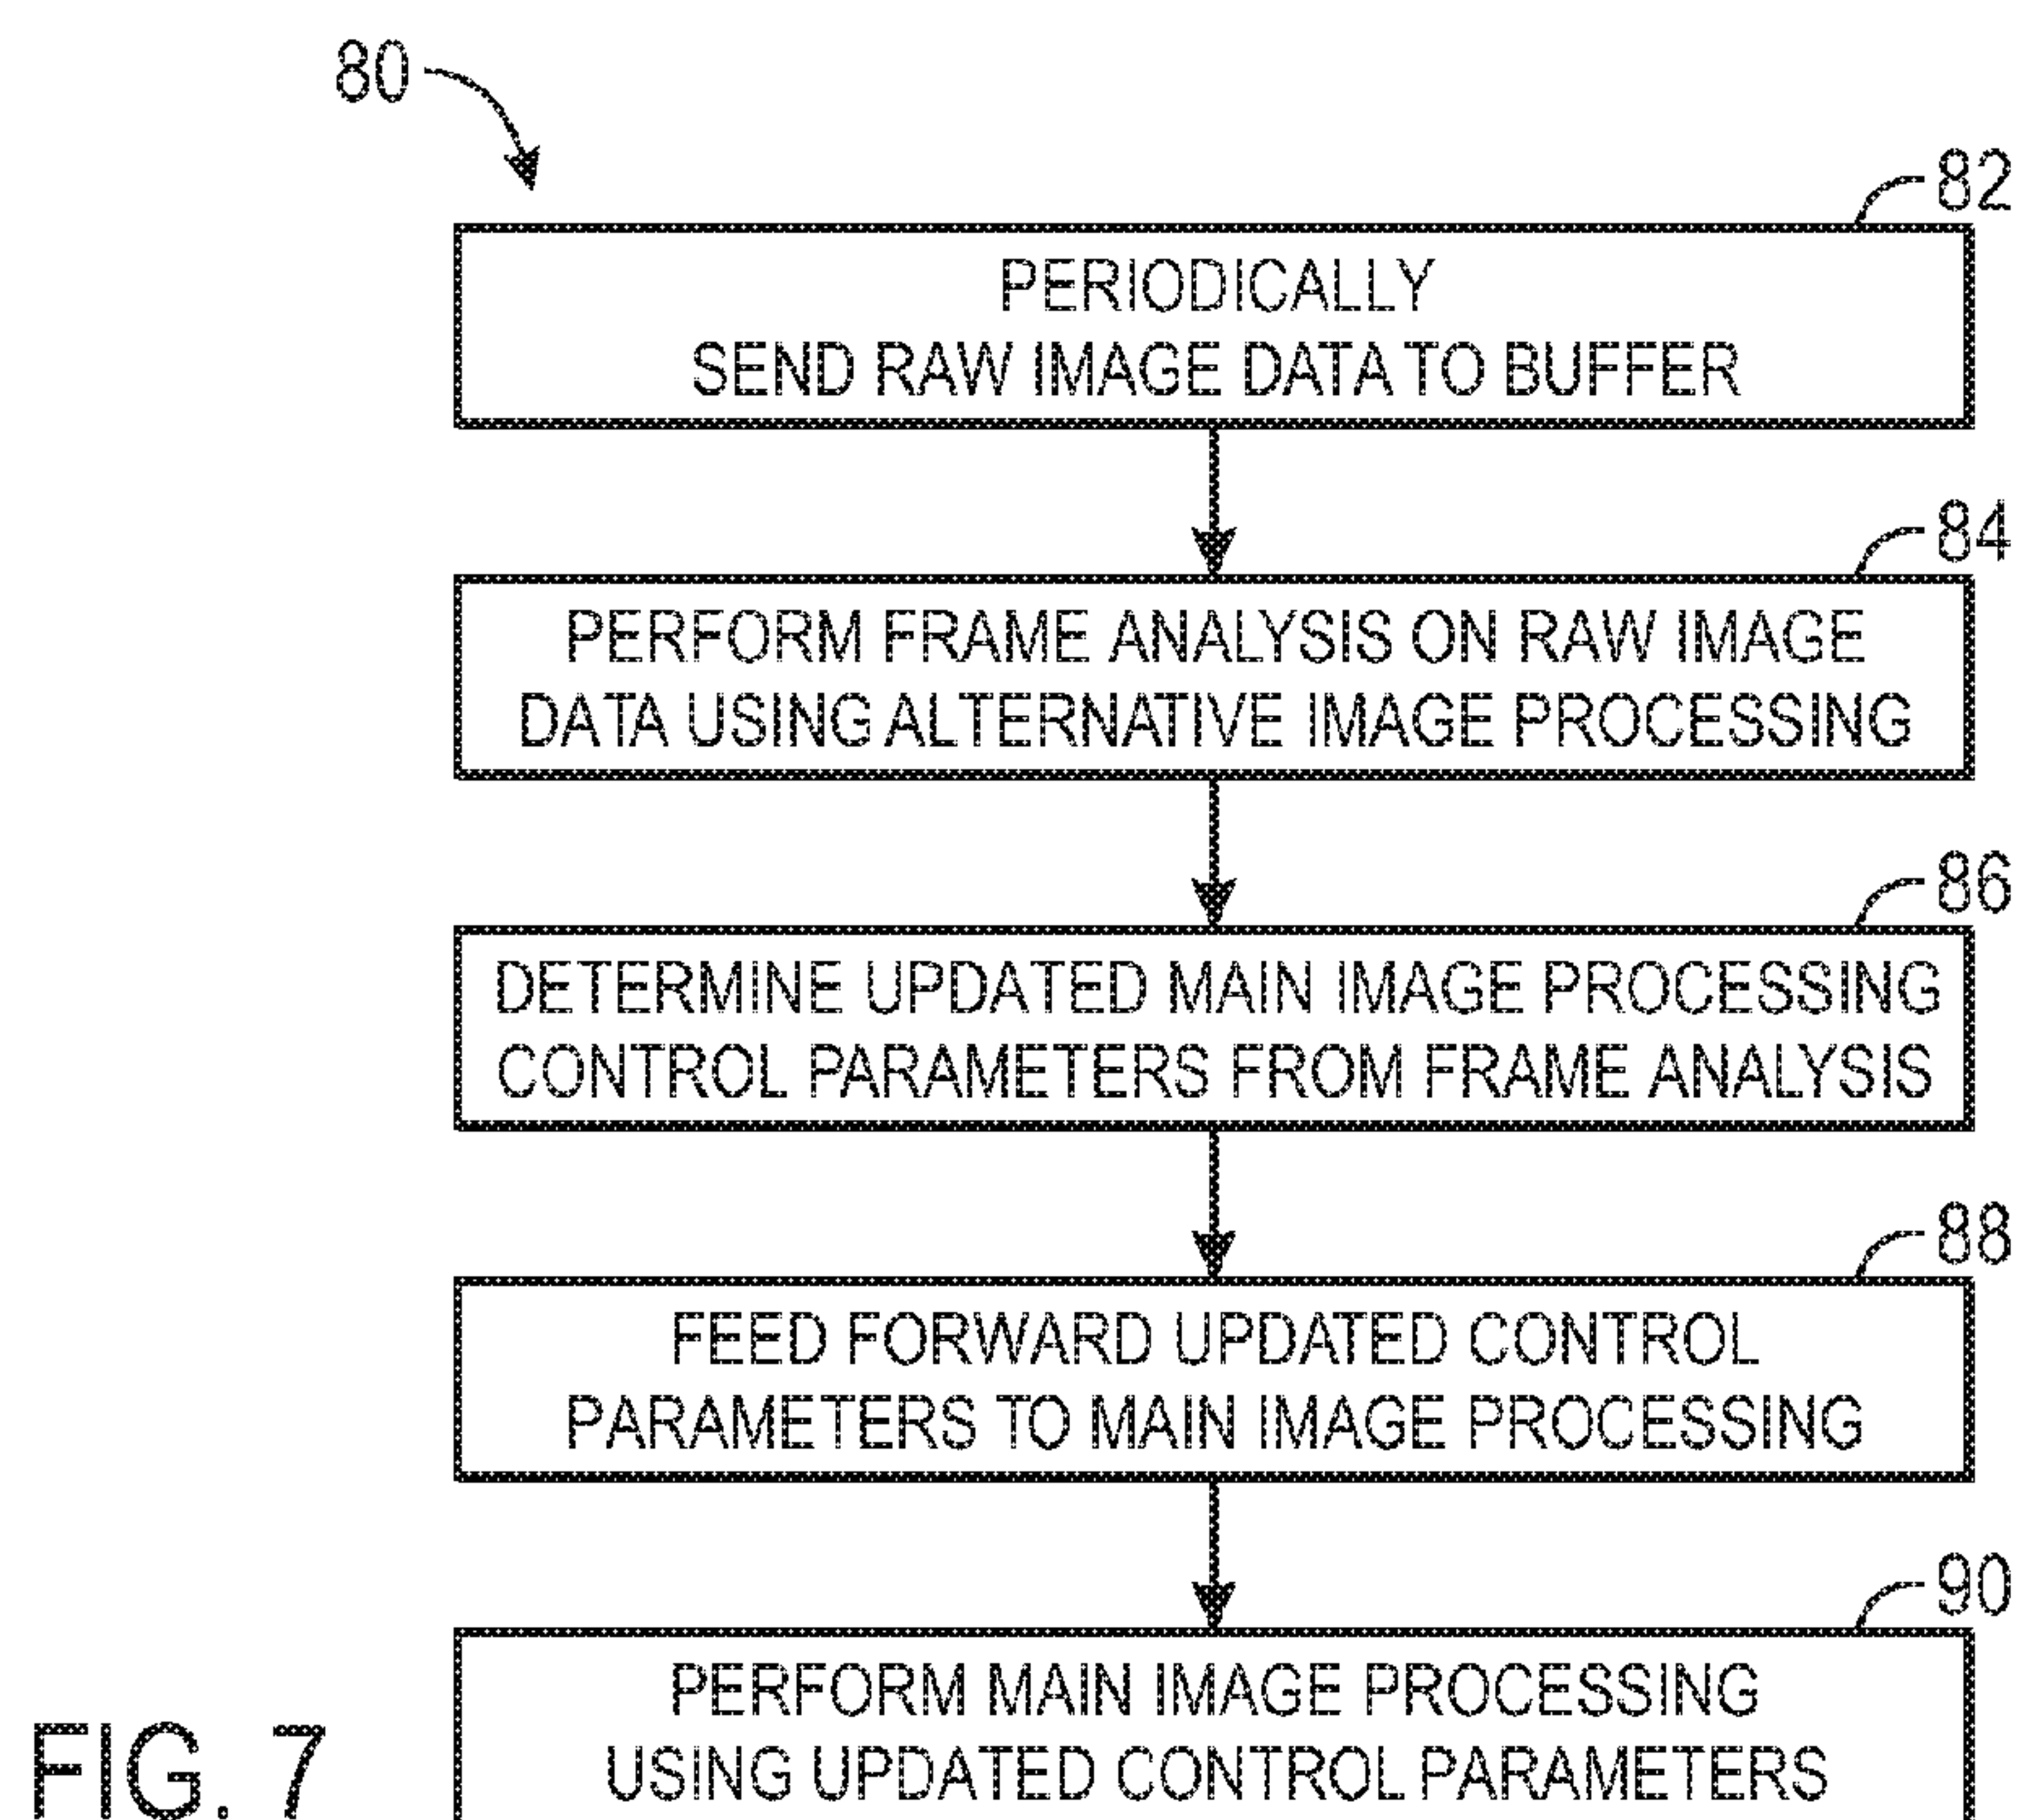 80
82
PERIODICALLY
SEND RAW IMAGE DATA TO BUFFER
84
PERFORM FRAME ANALYSIS ON RAW IMAGE
DATA USING ALTERNATIVE IMAGE PROCESSING
86
DETERMINE UPDATED MAIN IMAGE PROCESSING
CONTROL PARAMETERS FROM FRAME ANALYSIS
88
FEED FORWARD UPDATED CONTROL
PARAMETERS TO MAIN IMAGE PROCESSING
90
PERFORM MAIN IMAGE PROCESSING
USING UPDATED CONTROL PARAMETERS
FIG. 7